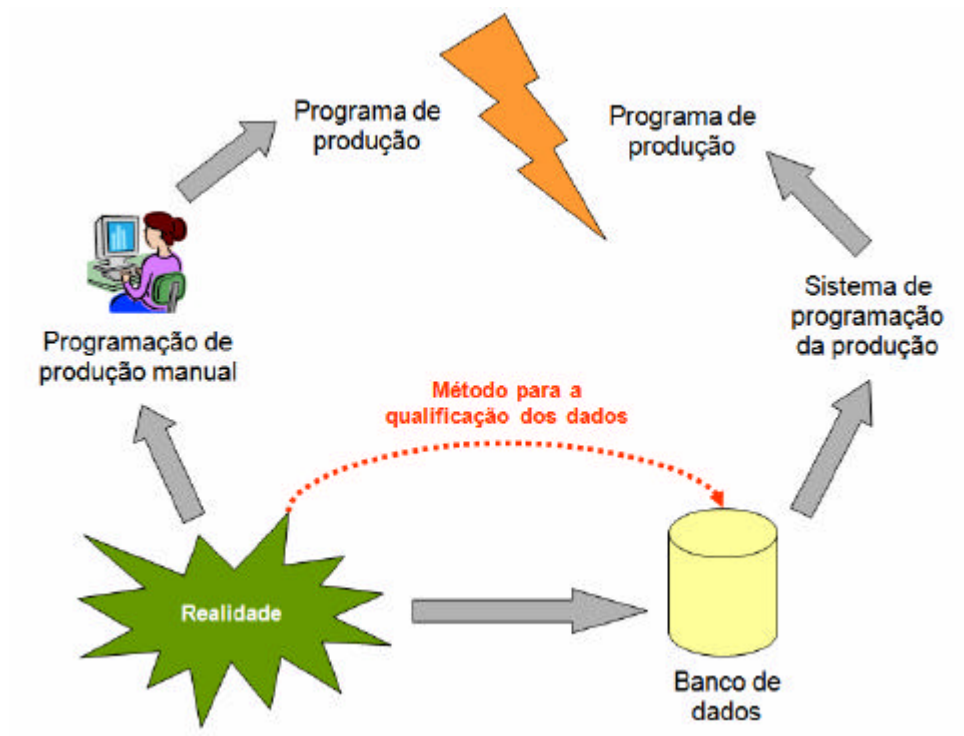 Programa de
produção
Programa de
produção
Programação de
produção manual
Sistema de
programação
da produção
Método para a
qualificação dos dados
Realidade
Banco de
dados